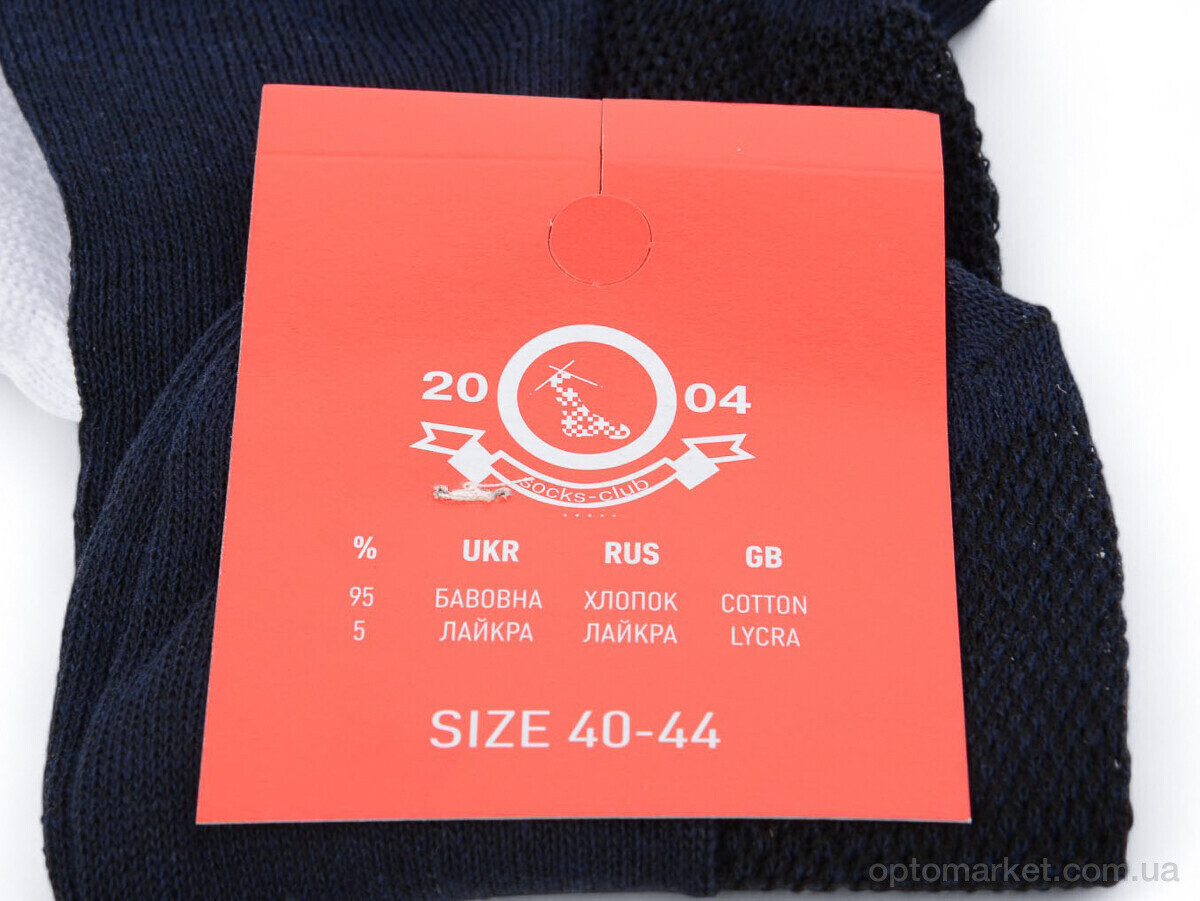 20 04
socks-club
% UKR RUS GB
95 БАВОВНА ХЛОПОК COTTON
5 ЛАЙКРА ЛАЙКРА LYCRA
SIZE 40-44
optomarket.com.ua